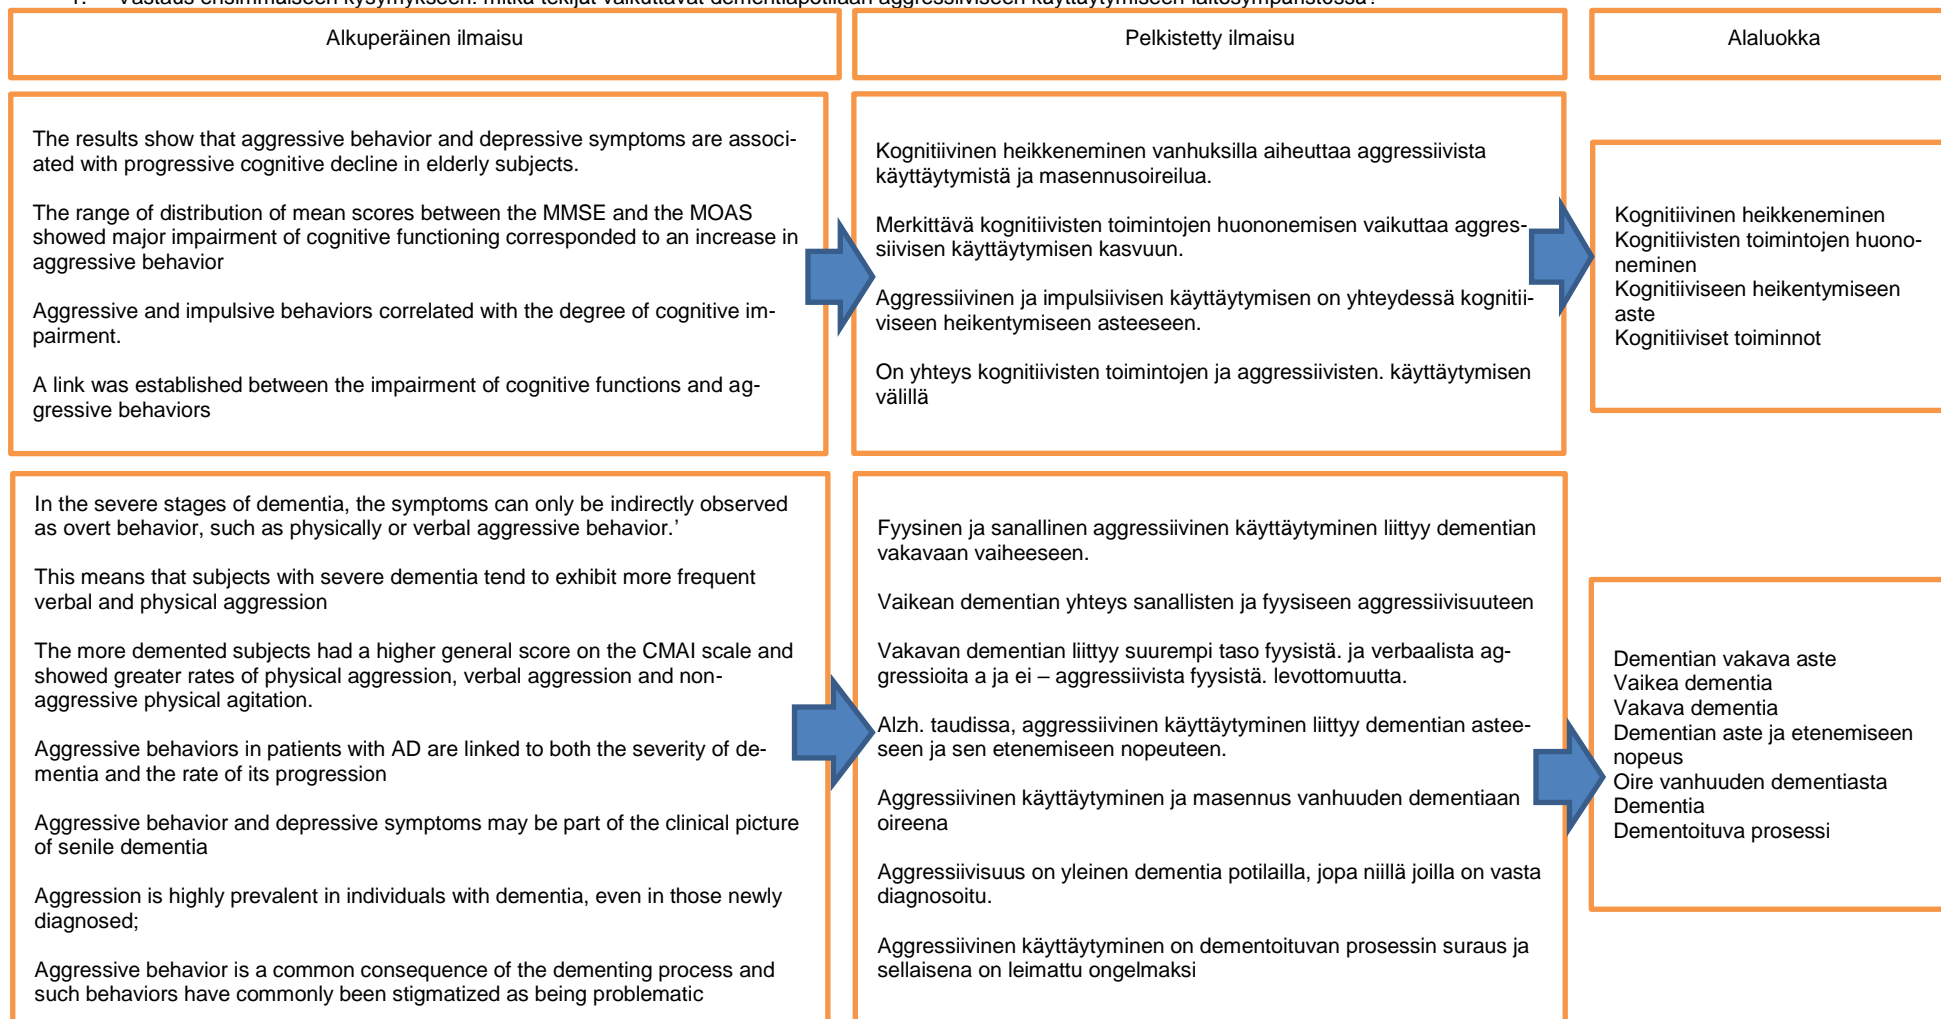 1. Vastaus ensimmäiseen kysymykseen: mitkä tekijät vaikuttavat dementiapotilaan aggressiiviseen käyttäytymiseen laitosympäristössä?
Alkuperäinen ilmaisu
Pelkistetty ilmaisu
Alaluokka
The results show that aggressive behavior and depressive symptoms are associ-
ated with progressive cognitive decline in elderly subjects.
The range of distribution of mean scores between the MMSE and the MOAS
showed major impairment of cognitive functioning corresponded to an increase in
aggressive behavior
Aggressive and impulsive behaviors correlated with the degree of cognitive im-
pairment.
A link was established between the impairment of cognitive functions and ag-
gressive behaviors
Kognitiivinen heikkeneminen vanhuksilla aiheuttaa aggressiivista
käyttäytymistä ja masennusoireilua.
Merkittävä kognitiivisten toimintojen huononemisen vaikuttaa aggres-
siivisen käyttäytymisen kasvuun.
Aggressiivinen ja impulsiivisen käyttäytymisen on yhteydessä kognitii-
viseen heikentymiseen asteeseen.
On yhteys kognitiivisten toimintojen ja aggressiivisten. käyttäytymisen
välillä
Kognitiivinen heikkeneminen
Kognitiivisten toimintojen huono-
neminen
Kognitiiviseen heikentymiseen
aste
Kognitiiviset toiminnot
In the severe stages of dementia, the symptoms can only be indirectly observed
as overt behavior, such as physically or verbal aggressive behavior.’
This means that subjects with severe dementia tend to exhibit more frequent
verbal and physical aggression
The more demented subjects had a higher general score on the CMAI scale and
showed greater rates of physical aggression, verbal aggression and non-
aggressive physical agitation.
Aggressive behaviors in patients with AD are linked to both the severity of de-
mentia and the rate of its progression
Aggressive behavior and depressive symptoms may be part of the clinical picture
of senile dementia
Aggression is highly prevalent in individuals with dementia, even in those newly
diagnosed;
Aggressive behavior is a common consequence of the dementing process and
such behaviors have commonly been stigmatized as being problematic
Fyysinen ja sanallinen aggressiivinen käyttäytyminen liittyy dementian
vakavaan vaiheeseen.
Vaikean dementian yhteys sanallisten ja fyysiseen aggressiivisuuteen
Vakavan dementian liittyy suurempi taso fyysistä. ja verbaalista ag-
gressioita a ja ei – aggressiivista fyysistä. levottomuutta.
Alzh. taudissa, aggressiivinen käyttäytyminen liittyy dementian astee-
seen ja sen etenemiseen nopeuteen.
Aggressiivinen käyttäytyminen ja masennus vanhuuden dementiaan
oireena
Aggressiivisuus on yleinen dementia potilailla, jopa niillä joilla on vasta
diagnosoitu.
Aggressiivinen käyttäytyminen on dementoituvan prosessin suraus ja
sellaisena on leimattu ongelmaksi
Dementian vakava aste
Vaikea dementia
Vakava dementia
Dementian aste ja etenemiseen
nopeus
Oire vanhuuden dementiasta
Dementia
Dementoituva prosessi